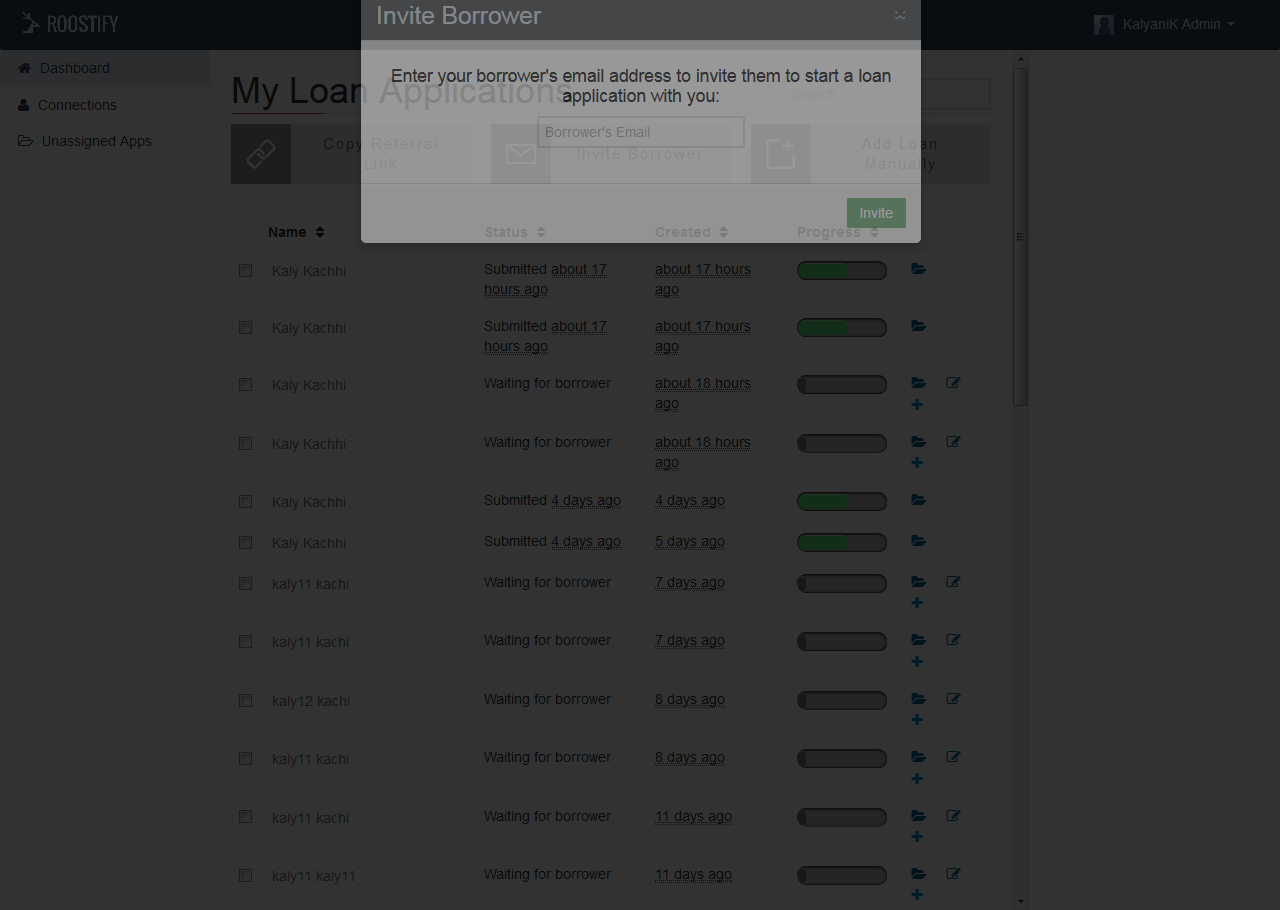 ROOSTIFY
Invite Borrower
×
KalyaniK Admin
Dashboard
Connections
Unassigned Apps
My Loan Applications
Search
Enter your borrower's email address to invite them to start a loan
application with you:
Borrower's Email
Copy Referral
Link
Invite Borrower
Add Loan
Manually
Invite
Name Status Created Progress
Kaly Kachhi Submitted about 17 about 17 hours
hours ago ago
Kaly Kachhi Submitted about 17 about 17 hours
hours ago ago
Kaly Kachhi Waiting for borrower about 18 hours
ago
Kaly Kachhi Waiting for borrower about 18 hours
ago
Kaly Kachhi Submitted 4 days ago 4 days ago
Kaly Kachhi Submitted 4 days ago 5 days ago
kaly11 kachi Waiting for borrower 7 days ago
kaly11 kachi Waiting for borrower 7 days ago
kaly12 kachi Waiting for borrower 8 days ago
kaly11 kachi Waiting for borrower 8 days ago
kaly11 kachi Waiting for borrower 11 days ago
kaly11 kaly11 Waiting for borrower 11 days ago